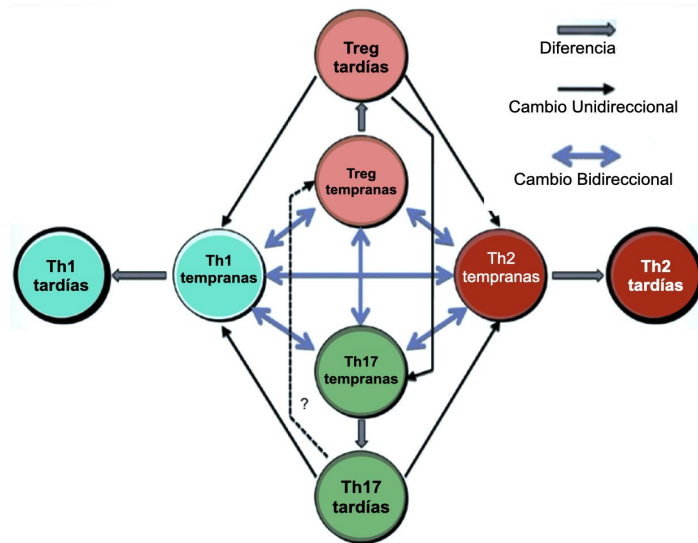 Treg
tardías
Diferencia
Cambio Unidireccional
Treg
tempranas
Cambio Bidireccional
Th1
tardías
Th1
tempranas
Th2
tempranas
Th2
tardías
Th17
tempranas
?
Th17
tardías